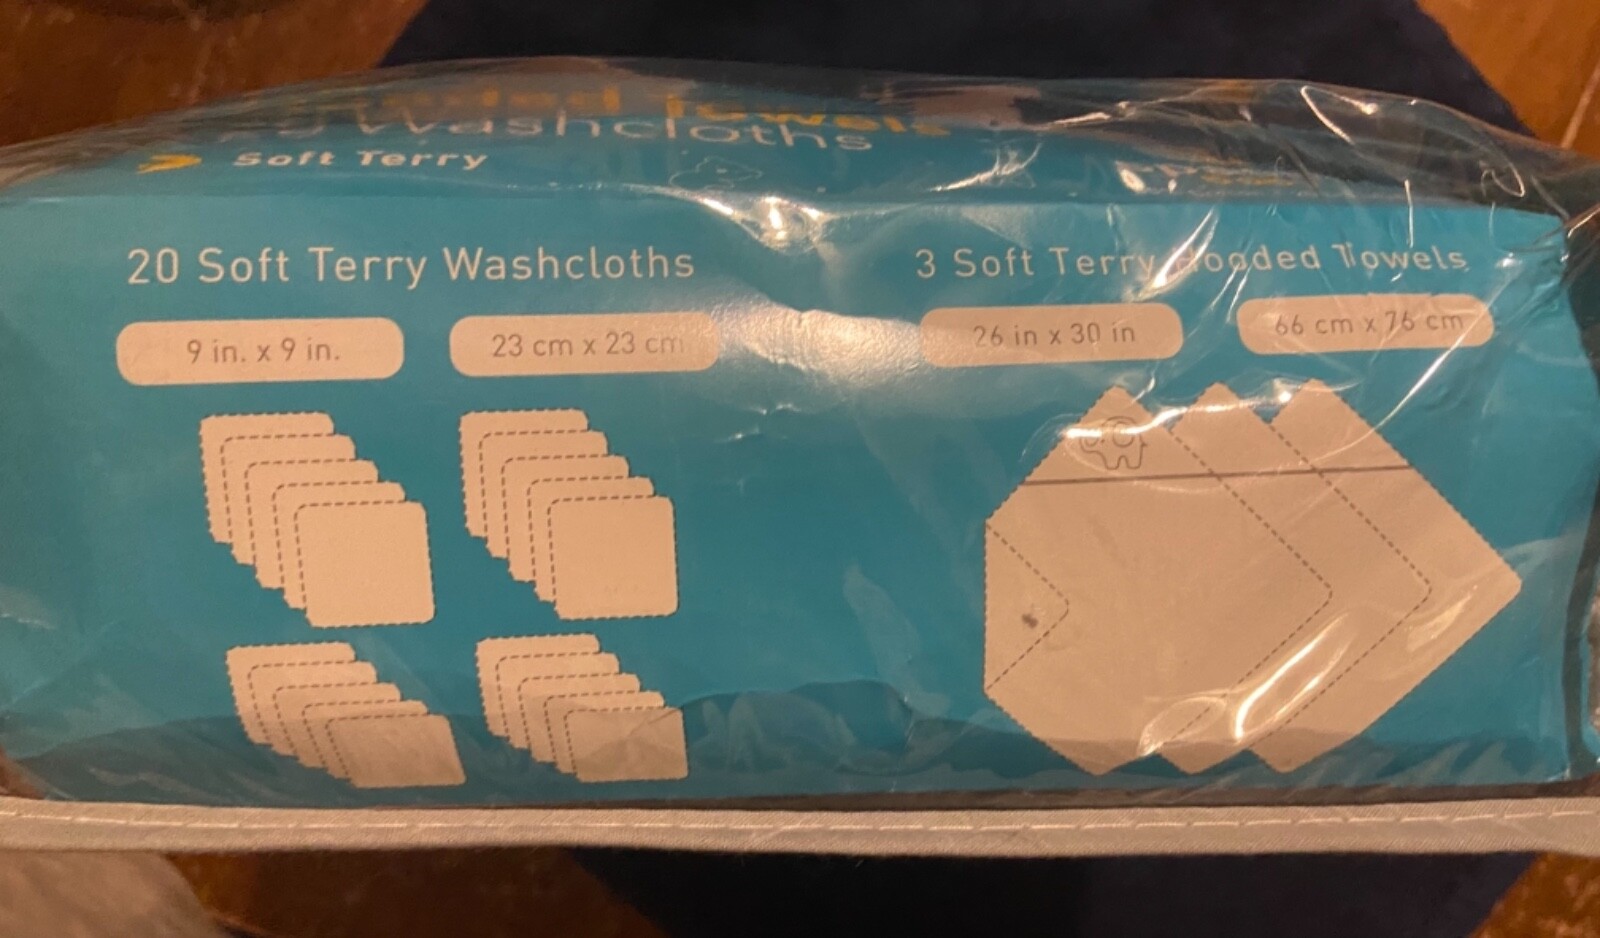 Towels
Washcloths
Soft Terry
20 Soft Terry Washcloths
3 Soft Terry Hooded Towels
9 in. x 9 in.
23 cm x 23 cm
26 in x 30 in
66 cm x 76 cm